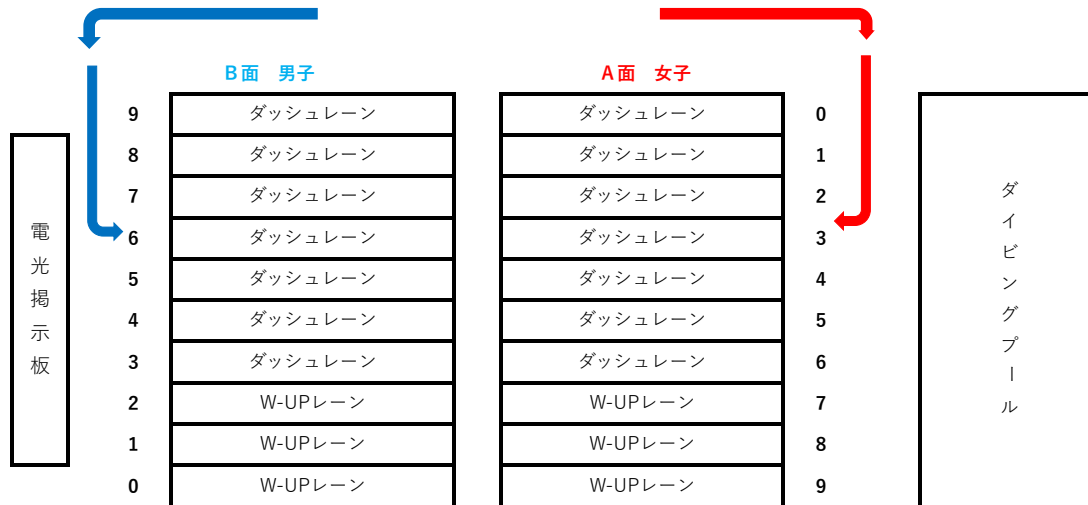 B面 男子 A面 女子
9 ダッシュレーン ダッシュレーン 0
8 ダッシュレーン ダッシュレーン 1
7 ダッシュレーン ダッシュレーン 2
6 ダッシュレーン ダッシュレーン 3
5 ダッシュレーン ダッシュレーン 4
4 ダッシュレーン ダッシュレーン 5
3 ダッシュレーン ダッシュレーン 6
2 W-UPレーン W-UPレーン 7
1 W-UPレーン W-UPレーン 8
0 W-UPレーン W-UPレーン 9
電光掲示板
ダイビングプール